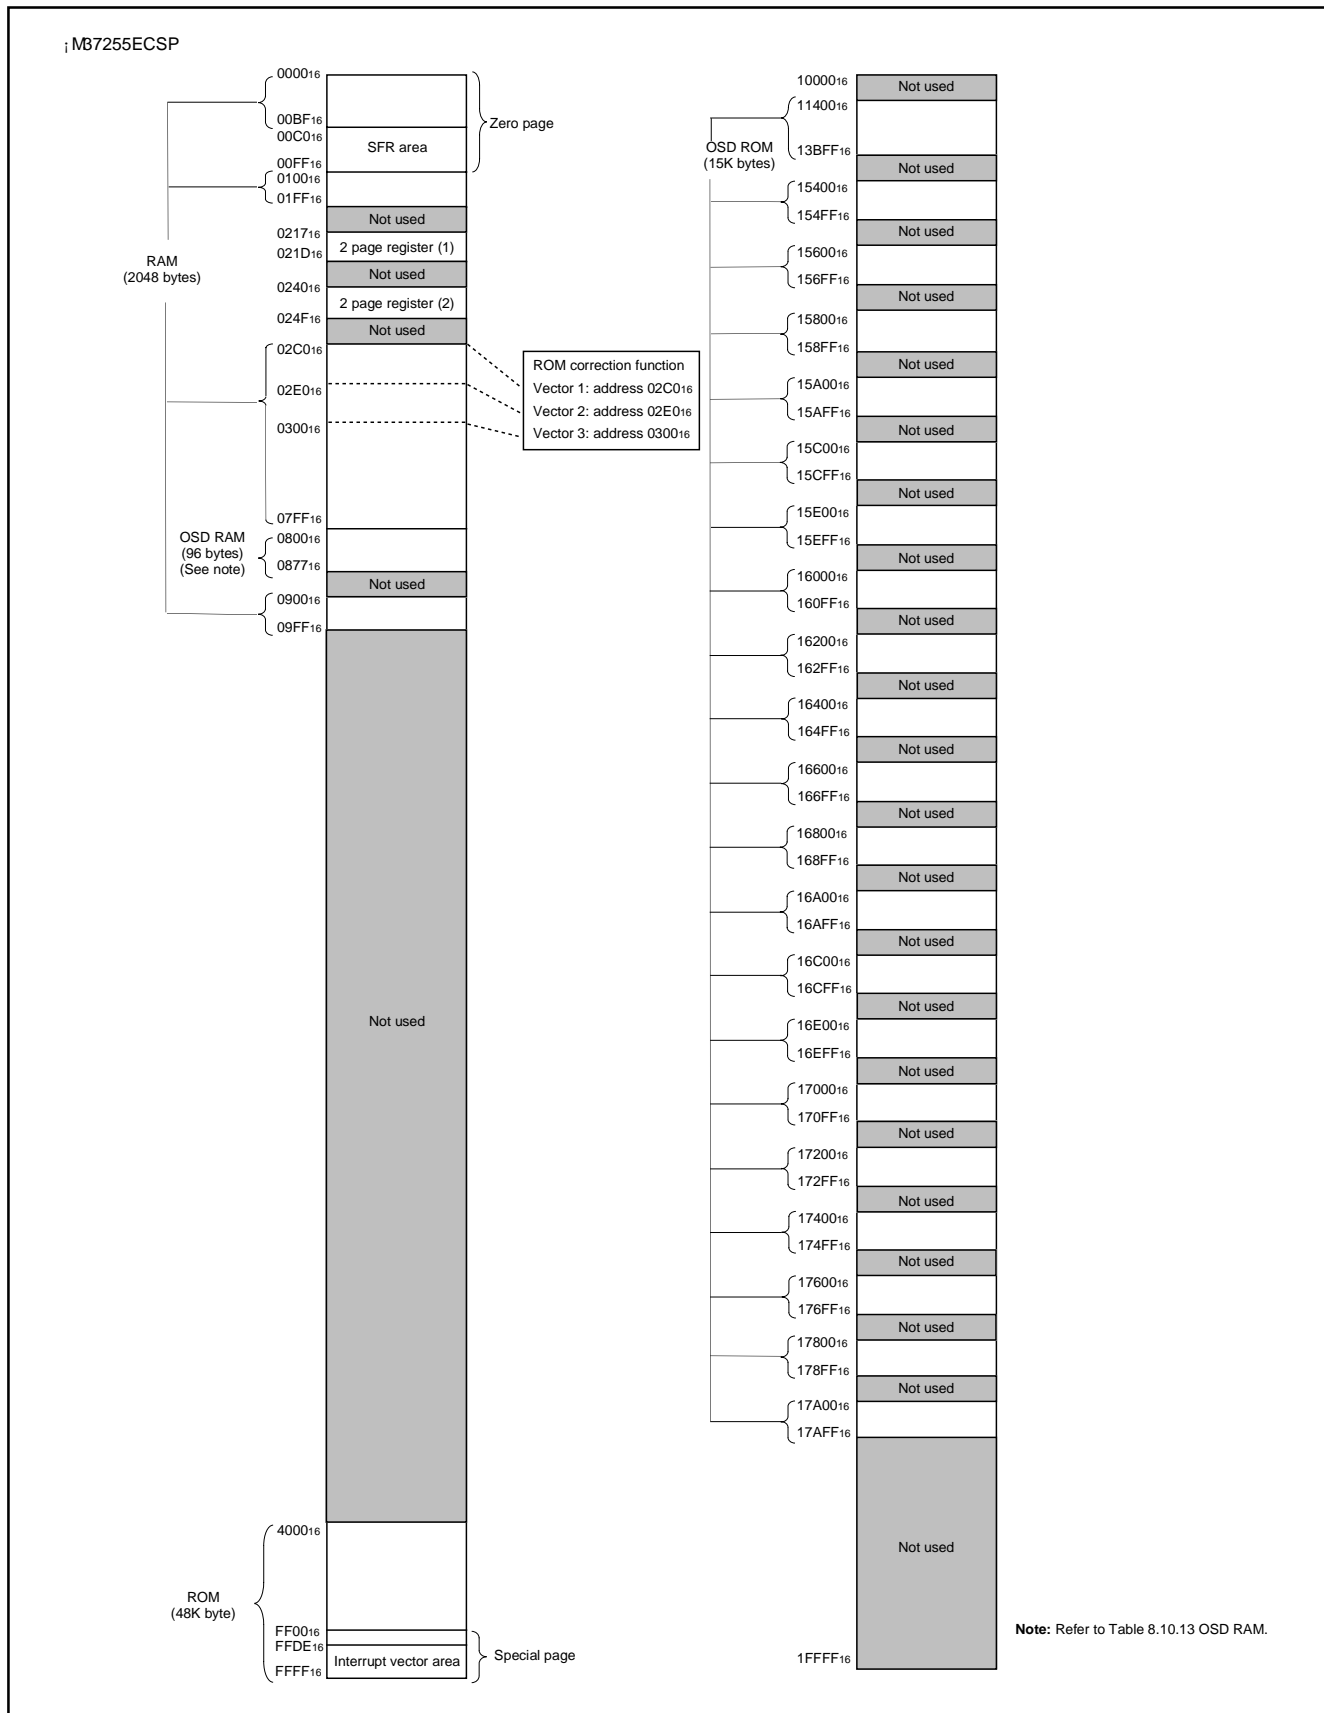 ¡M37255ECSP
0000₁₆
00BF₁₆
00C0₁₆
SFR area
00FF₁₆
Zero page
0100₁₆
01FF₁₆
Not used
0217₁₆
2 page register (1)
021D₁₆
Not used
0240₁₆
2 page register (2)
024F₁₆
Not used
RAM
(2048 bytes)
02C0₁₆
02E0₁₆
0300₁₆
ROM correction function
Vector 1: address 02C0₁₆
Vector 2: address 02E0₁₆
Vector 3: address 0300₁₆
07FF₁₆
OSD RAM
(96 bytes)
(See note)
0800₁₆
0877₁₆
Not used
0900₁₆
09FF₁₆
Not used
4000₁₆
ROM
(48K byte)
FF00₁₆
FFDE₁₆
Interrupt vector area
FFFF₁₆
Special page
10000₁₆
Not used
11400₁₆
OSD ROM
(15K bytes)
13BFF₁₆
Not used
15400₁₆
154FF₁₆
Not used
15600₁₆
156FF₁₆
Not used
15800₁₆
158FF₁₆
Not used
15A00₁₆
15AFF₁₆
Not used
15C00₁₆
15CFF₁₆
Not used
15E00₁₆
15EFF₁₆
Not used
16000₁₆
160FF₁₆
Not used
16200₁₆
162FF₁₆
Not used
16400₁₆
164FF₁₆
Not used
16600₁₆
166FF₁₆
Not used
16800₁₆
168FF₁₆
Not used
16A00₁₆
16AFF₁₆
Not used
16C00₁₆
16CFF₁₆
Not used
16E00₁₆
16EFF₁₆
Not used
17000₁₆
170FF₁₆
Not used
17200₁₆
172FF₁₆
Not used
17400₁₆
174FF₁₆
Not used
17600₁₆
176FF₁₆
Not used
17800₁₆
178FF₁₆
Not used
17A00₁₆
17AFF₁₆
Not used
1FFFF₁₆
Note: Refer to Table 8.10.13 OSD RAM.